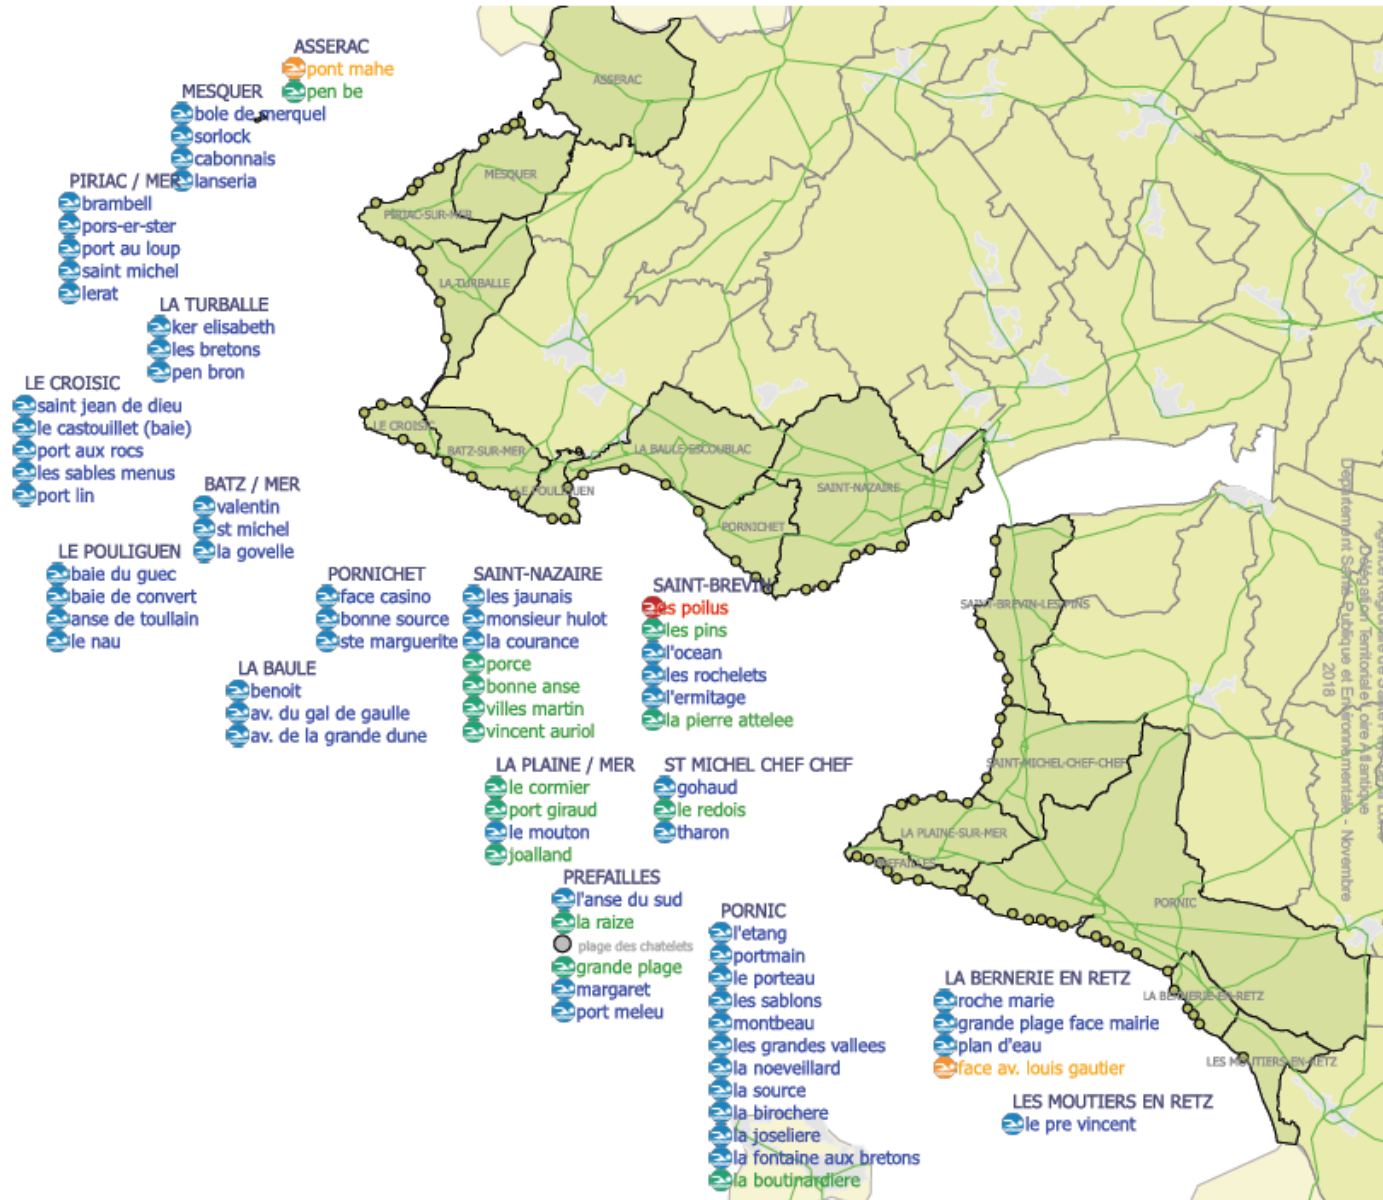 ASSERAC
pont mahe
pen be
MESQUER
bole de merquel
sorlock
cabonnais
lanseria
PIRIAC / MER
brambell
pors-er-ster
port au loup
saint michel
lerat
LA TURBALLE
ker elisabeth
les bretons
pen bron
LE CROISIC
saint jean de dieu
le castouillet (baie)
port aux rocs
les sables menus
port lin
BATZ / MER
valentin
st michel
la govelle
LE POULIGUEN
baie du guec
baie de convert
anse de toullain
le nau
PORNICHET
face casino
bonne source
ste marguerite
LA BAULE
benoit
av. du gal de gaulle
av. de la grande dune
SAINT-NAZAIRE
les jaunais
monsieur hulot
la courance
porce
bonne anse
villes martin
vincent auriol
SAINT-BREVIN
les poilus
les pins
l'ocean
les rochelets
l'ermitage
la pierre attelee
LA PLAINE / MER
le cormier
port giraud
le mouton
joalland
ST MICHEL CHEF CHEF
gohaud
le redois
tharon
PREFAILLES
l'anse du sud
la raize
plage des chatelets
grande plage
margaret
port meleu
PORNIC
l'etang
portmain
le porteau
les sablons
montbeau
les grandes vallees
la noeveillard
la source
la birochere
la joseliere
la fontaine aux bretons
la boutinardiere
LA BERNERIE EN RETZ
roche marie
grande plage face mairie
plan d'eau
face av. louis gautier
LES MOUTIERS EN RETZ
le pre vincent
ASSERAC
MESQUER
PIRIAC-SUR-MER
LA TURBALLE
LE CROISIC
BATZ-SUR-MER
LE POULIGUEN
LA BAULE-ESCOUBLAC
PORNICHET
SAINT-NAZAIRE
SAINT-BREVIN-LES-PINS
SAINT-MICHEL-CHEF-CHEF
LA PLAINE-SUR-MER
PREFAILLES
PORNIC
LA BERNERIE-EN-RETZ
LES MOUTIERS-EN-RETZ
Délégation Territoriale Loire Atlantique
Département Santé Publique et Environnementale - Novembre
2018